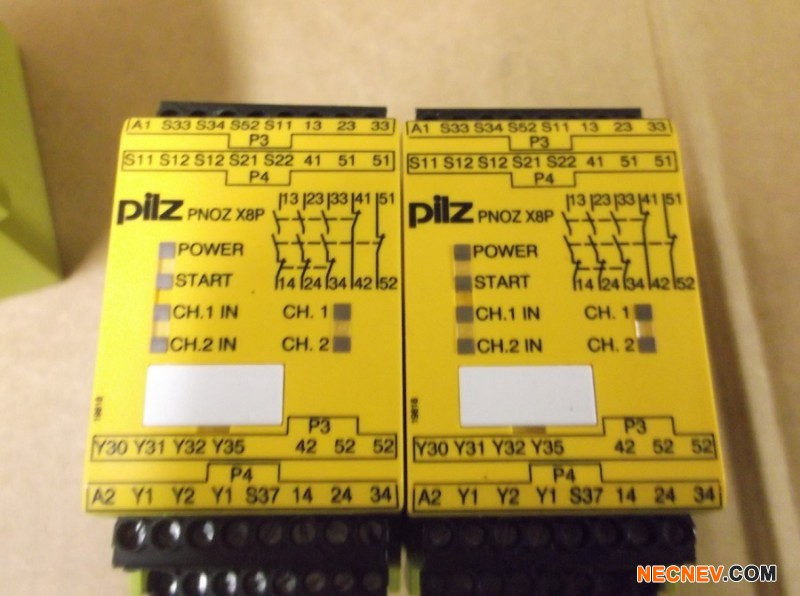 A1 S33 S34 S52 S11 13 23 33
P3
S11 S12 S12 S21 S22 41 51 51
P4
pilz PNOZ X8P
13 23 33 41 51
POWER
START
14 24 34 42 52
CH.1 IN CH. 1
CH.2 IN CH. 2
19818
P3
Y30 Y31 Y32 Y35 42 52 52
P4
A2 Y1 Y2 Y1 S37 14 24 34
A1 S33 S34 S52 S11 13 23 33
P3
S11 S12 S12 S21 S22 41 51 51
P4
pilz PNOZ X8P
13 23 33 41 51
POWER
START
14 24 34 42 52
CH.1 IN CH. 1
CH.2 IN CH. 2
19818
P3
Y30 Y31 Y32 Y35 42 52 52
P4
A2 Y1 Y2 Y1 S37 14 24 34
NECNEV.COM